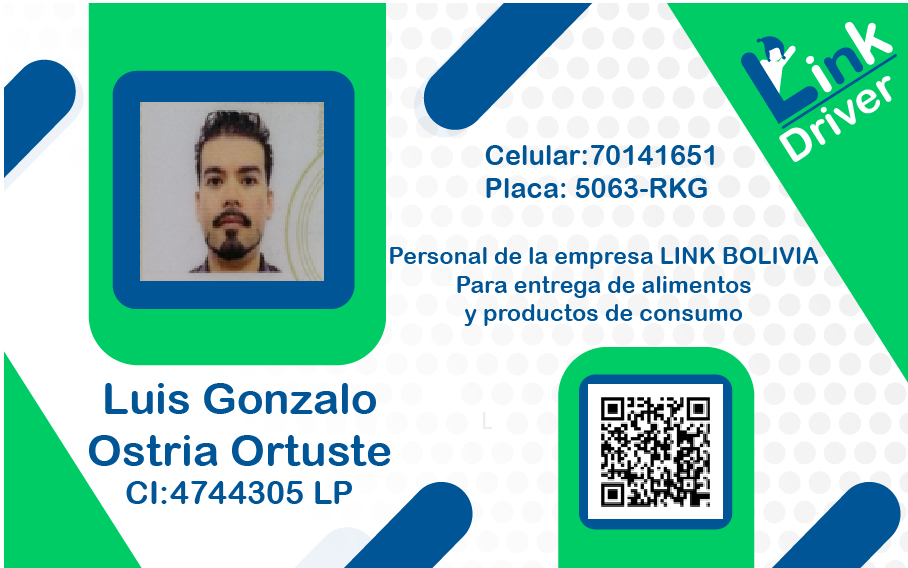 Link
Driver
Celular:70141651
Placa: 5063-RKG
Personal de la empresa LINK BOLIVIA
Para entrega de alimentos
y productos de consumo
Luis Gonzalo
Ostria Ortuste
CI:4744305 LP
L